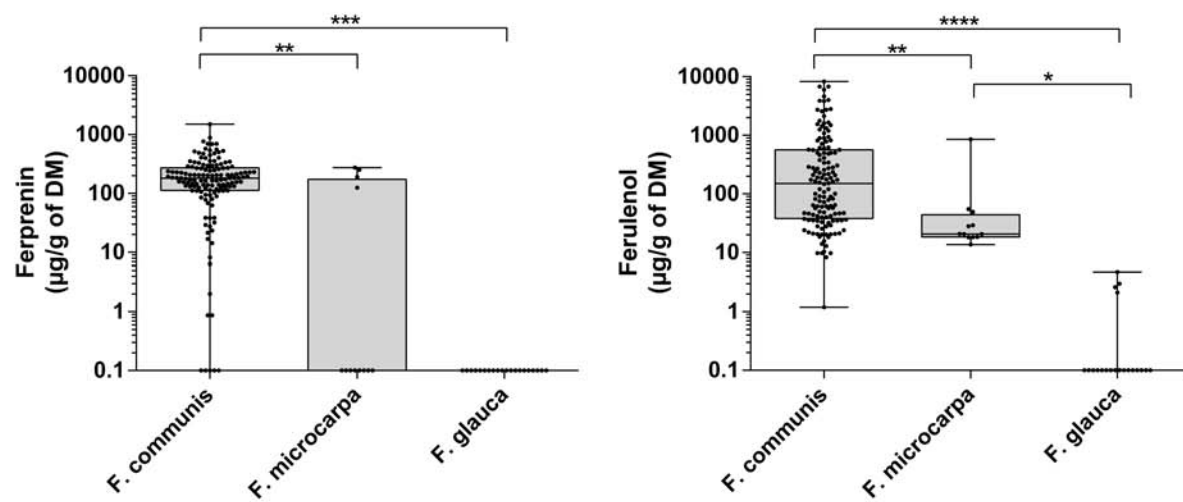 ***
**
10000
1000
100
10
1
0.1
Ferprenin
(µg/g of DM)
F. communis
F. microcarpa
F. glauca
****
**
*
10000
1000
100
10
1
0.1
Ferulenol
(µg/g of DM)
F. communis
F. microcarpa
F. glauca